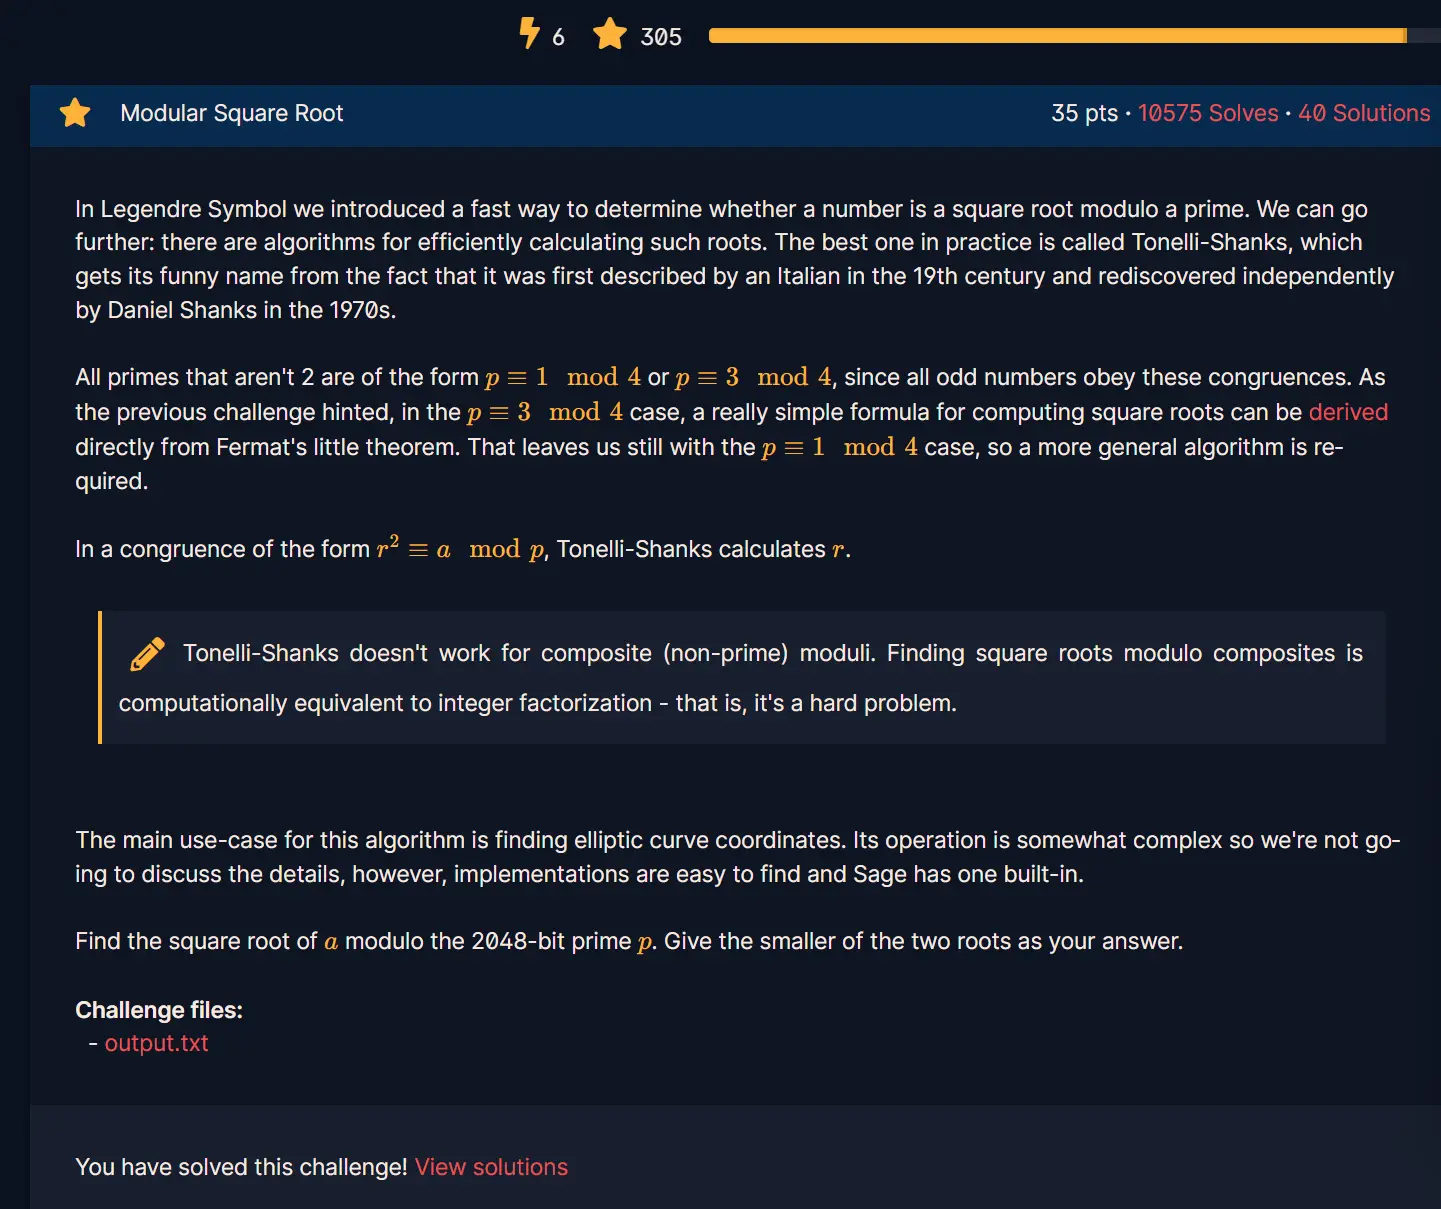 6 305
Modular Square Root 35 pts · 10575 Solves · 40 Solutions
In Legendre Symbol we introduced a fast way to determine whether a number is a square root modulo a prime. We can go
further: there are algorithms for efficiently calculating such roots. The best one in practice is called Tonelli-Shanks, which
gets its funny name from the fact that it was first described by an Italian in the 19th century and rediscovered independently
by Daniel Shanks in the 1970s.
All primes that aren't 2 are of the form p ≡ 1 mod 4 or p ≡ 3 mod 4, since all odd numbers obey these congruences. As
the previous challenge hinted, in the p ≡ 3 mod 4 case, a really simple formula for computing square roots can be derived
directly from Fermat's little theorem. That leaves us still with the p ≡ 1 mod 4 case, so a more general algorithm is re-
quired.
In a congruence of the form r² ≡ a mod p, Tonelli-Shanks calculates r.
Tonelli-Shanks doesn't work for composite (non-prime) moduli. Finding square roots modulo composites is
computationally equivalent to integer factorization - that is, it's a hard problem.
The main use-case for this algorithm is finding elliptic curve coordinates. Its operation is somewhat complex so we're not go-
ing to discuss the details, however, implementations are easy to find and Sage has one built-in.
Find the square root of a modulo the 2048-bit prime p. Give the smaller of the two roots as your answer.
Challenge files:
- output.txt
You have solved this challenge! View solutions